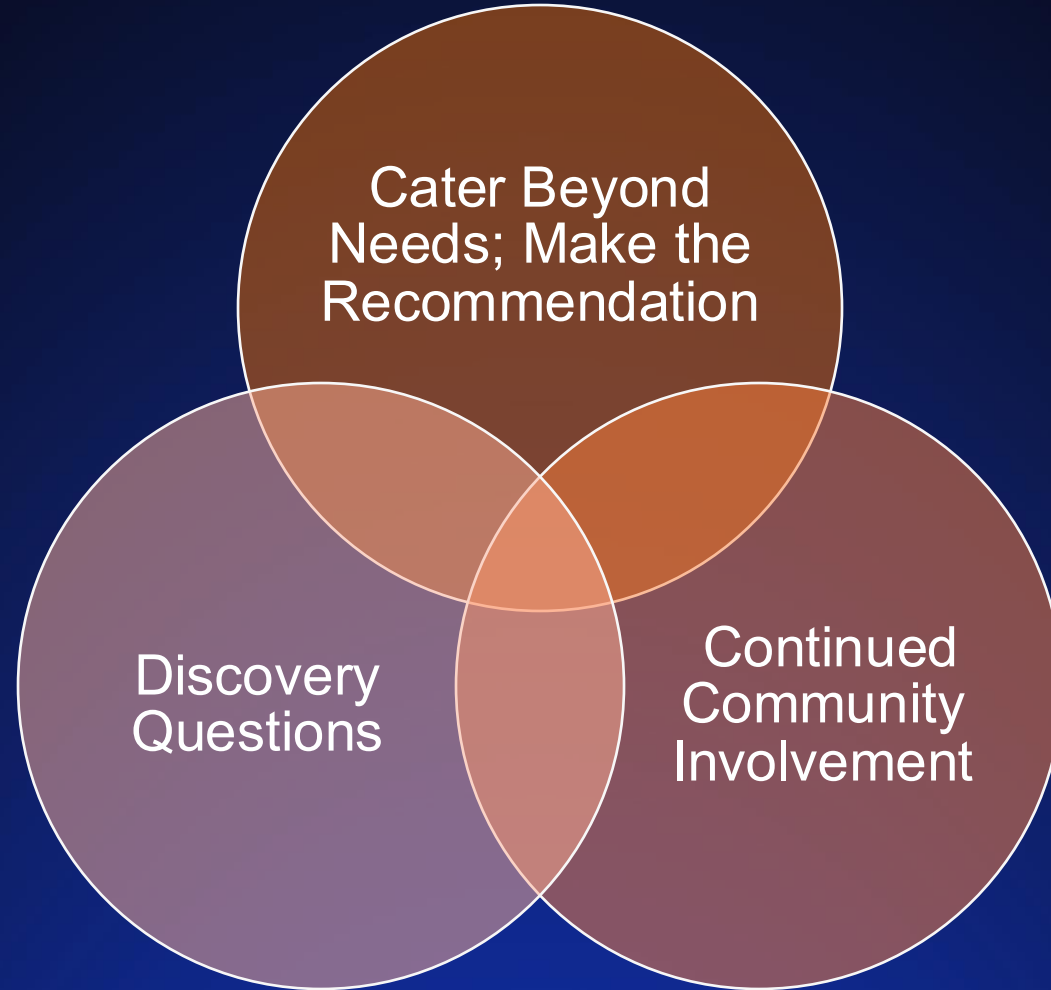 Cater Beyond
Needs; Make the
Recommendation
Discovery
Questions
Continued
Community
Involvement